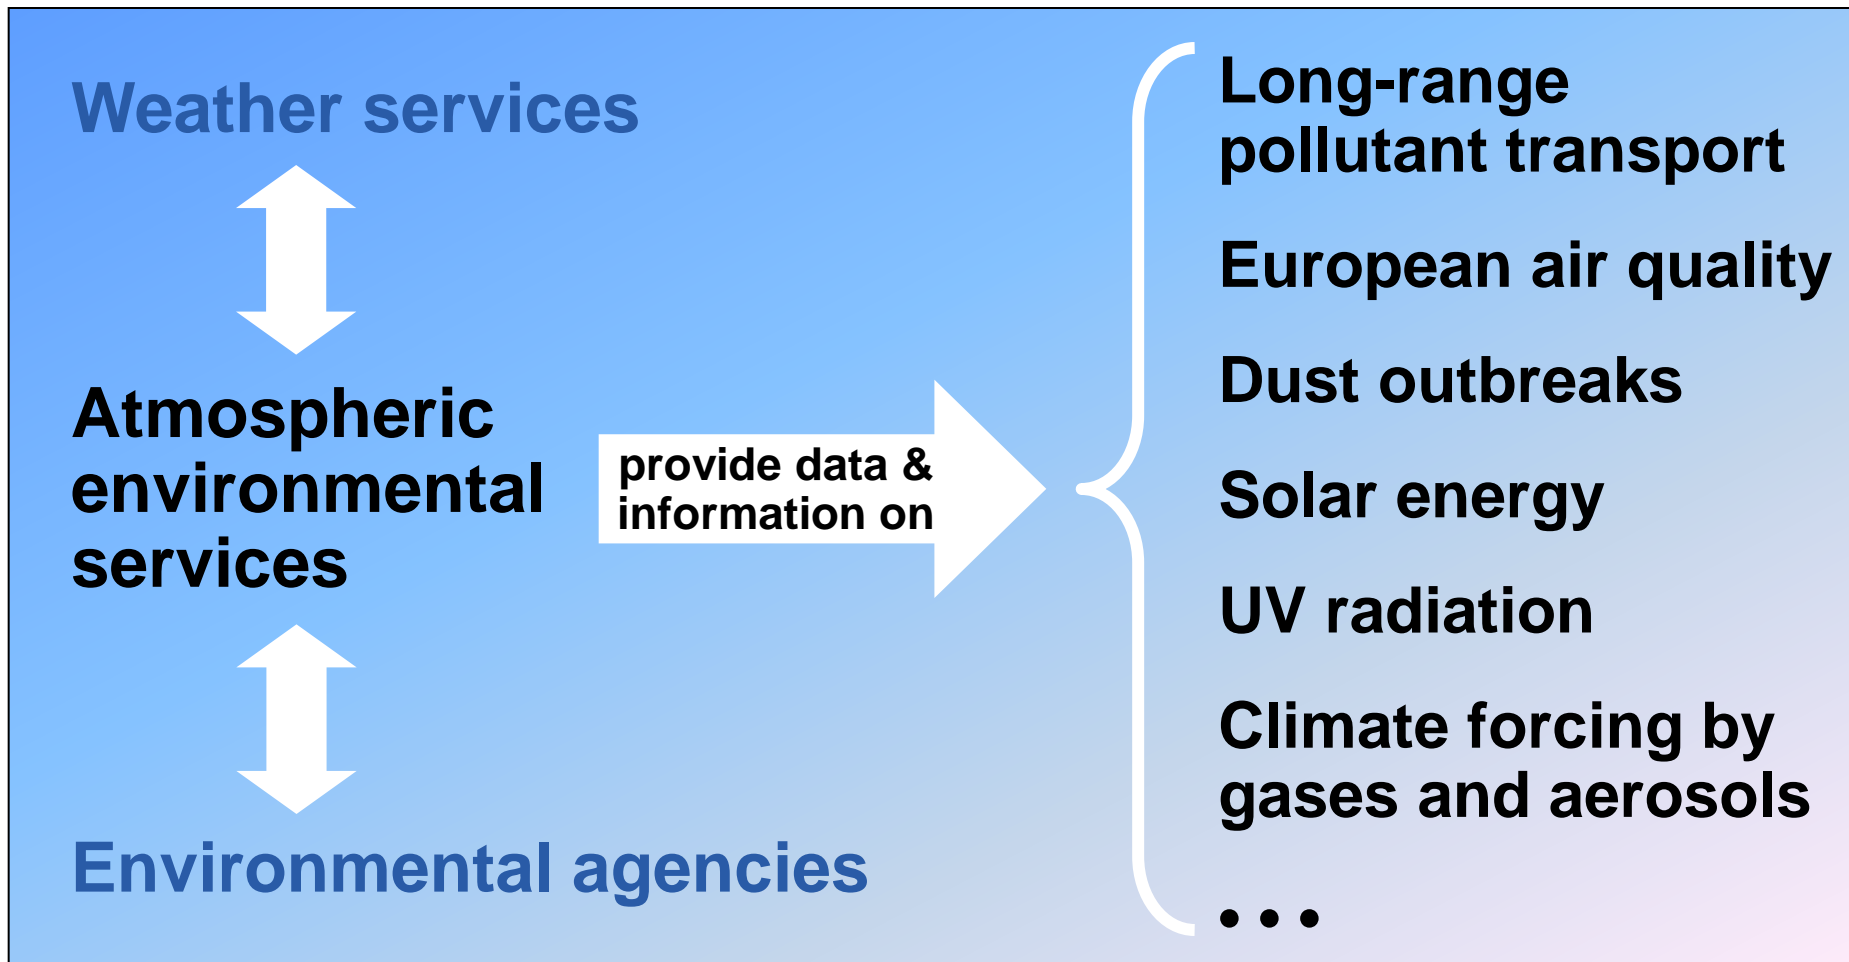 Weather services
Atmospheric
environmental
services
Environmental agencies
provide data &
information on
Long-range
pollutant transport
European air quality
Dust outbreaks
Solar energy
UV radiation
Climate forcing by
gases and aerosols
...